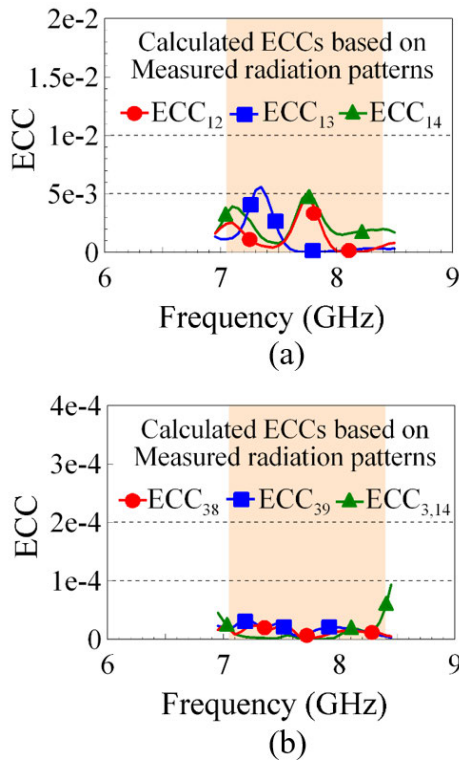 2e-2
1.5e-2
1e-2
5e-3
0
ECC
Calculated ECCs based on
Measured radiation patterns
ECC12 ECC13 ECC14
6 7 8 9
Frequency (GHz)
(a)
4e-4
3e-4
2e-4
1e-4
0
ECC
Calculated ECCs based on
Measured radiation patterns
ECC38 ECC39 ECC3,14
6 7 8 9
Frequency (GHz)
(b)